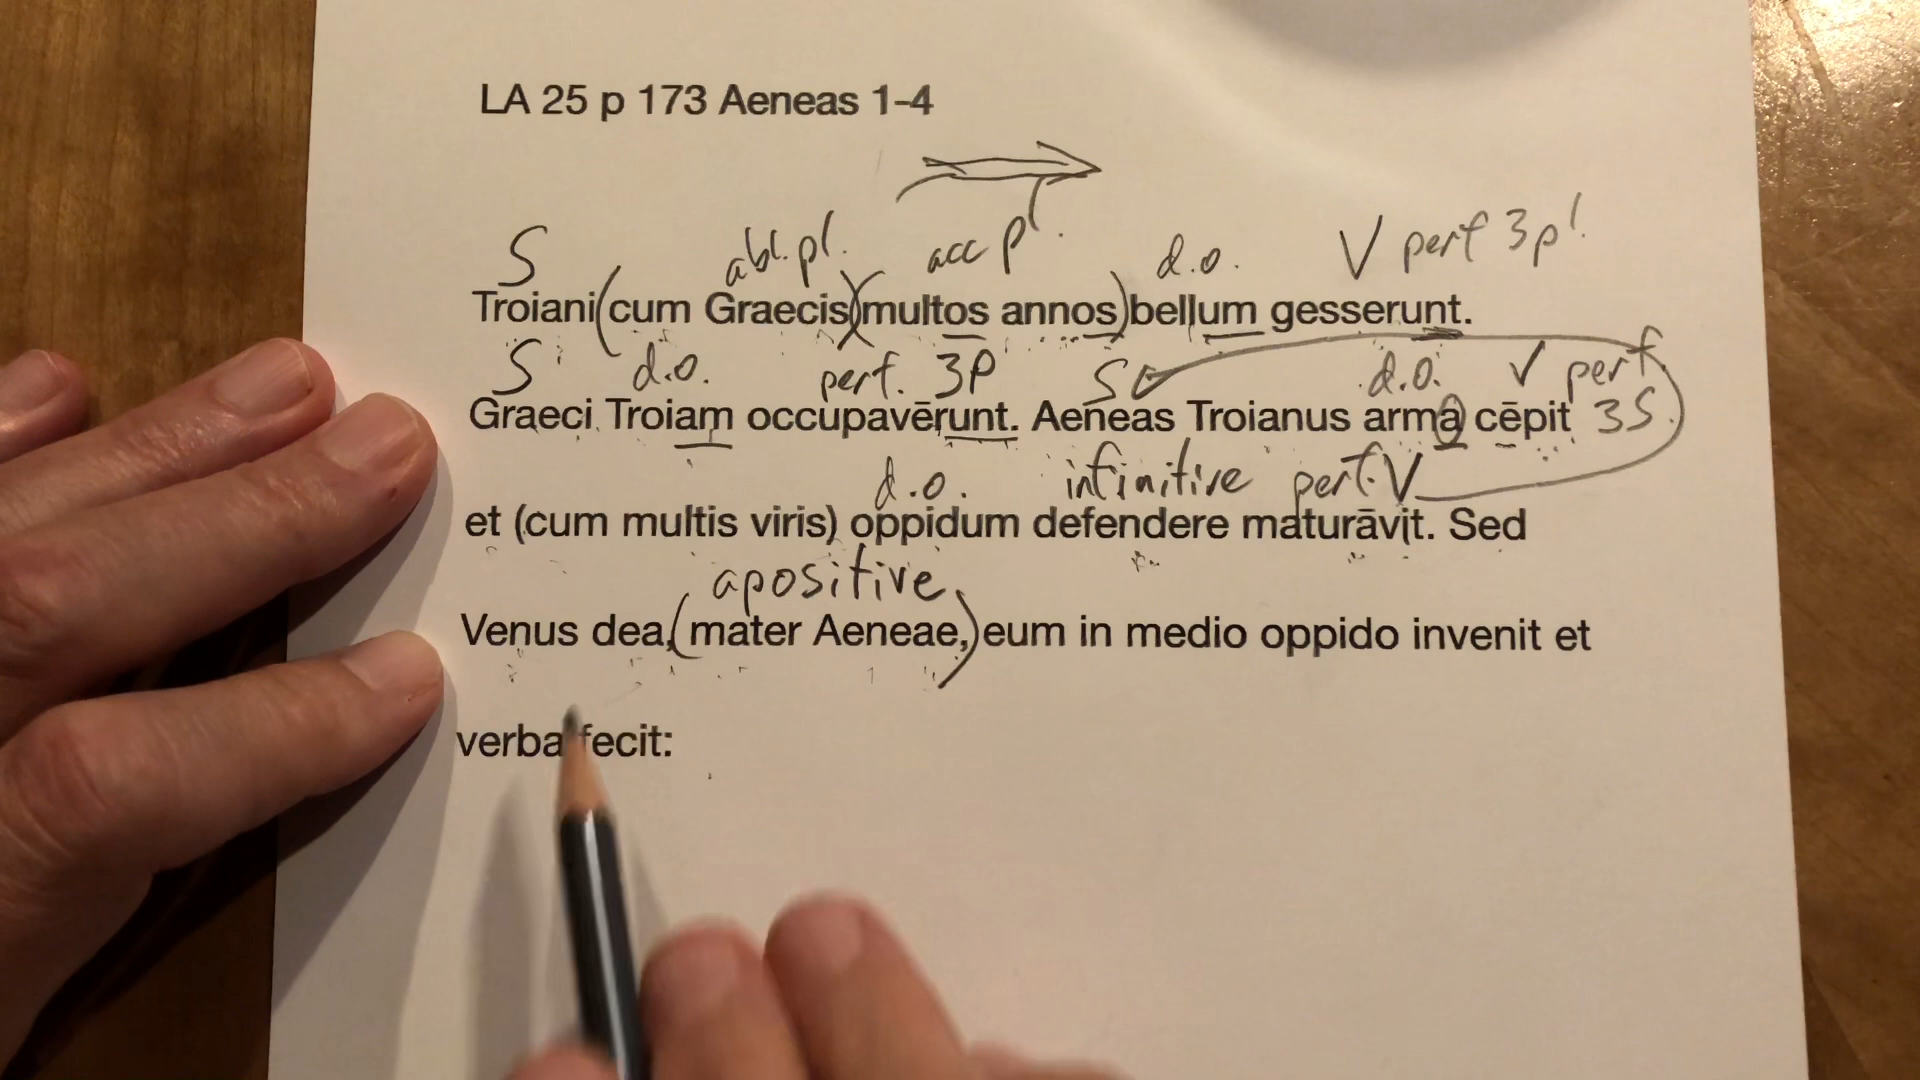 LA 25 p 173 Aeneas 1-4
S abl. pl. acc pl. d.o. V perf 3pl.
Troiani (cum Graecis) (multos annos) bellum gesserunt.
S d.o. perf. 3P S d.o. V perf
Graeci Troiam occupavērunt. Aeneas Troianus arma cēpit 3S.
d.o. infinitive perf. V
et (cum multis viris) oppidum defendere maturāvit. Sed
apositive
Venus dea, (mater Aeneae,) eum in medio oppido invenit et
verba fecit: